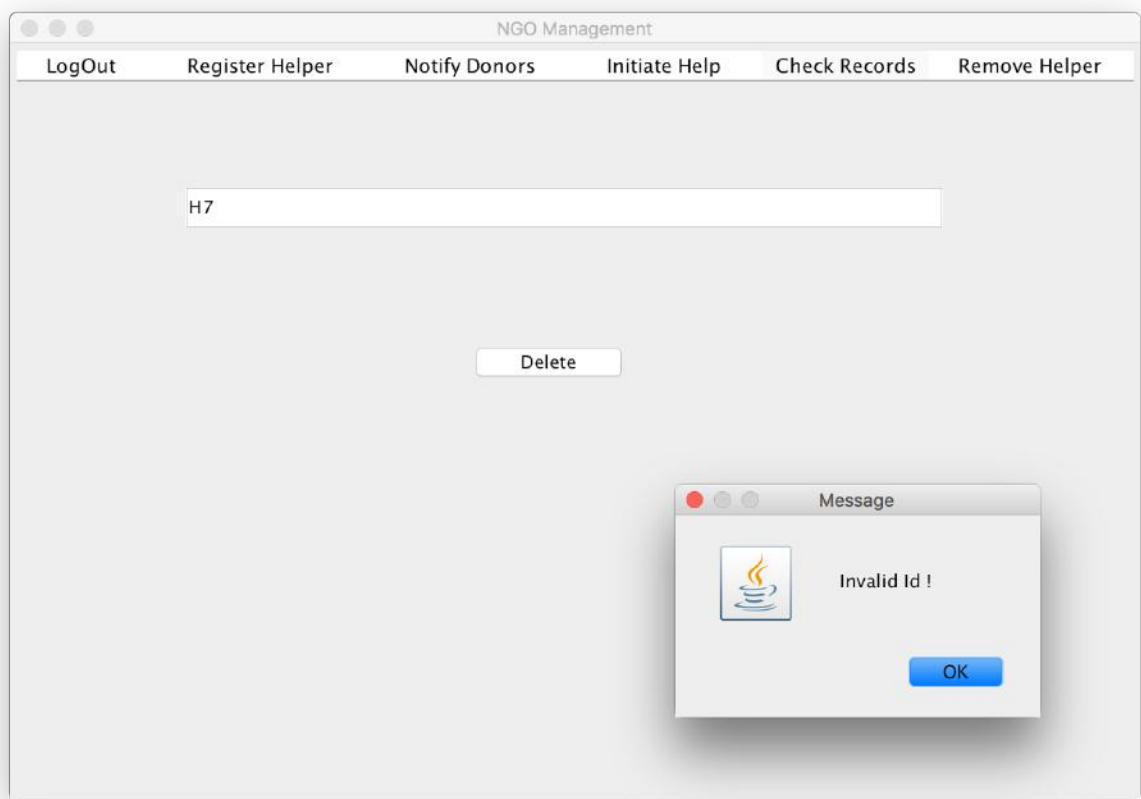 NGO Management
LogOut Register Helper Notify Donors Initiate Help Check Records Remove Helper
H7
Delete
Message
Invalid Id !
OK